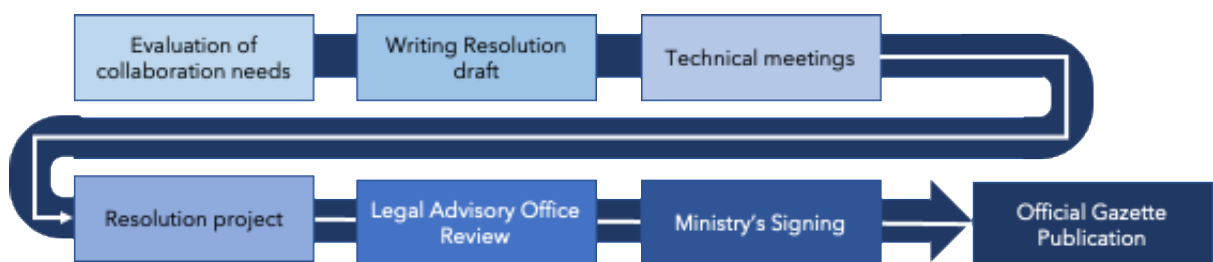 Evaluation of
collaboration needs
Writing Resolution
draft
Technical meetings
Resolution project
Legal Advisory Office
Review
Ministry's Signing
Official Gazette
Publication